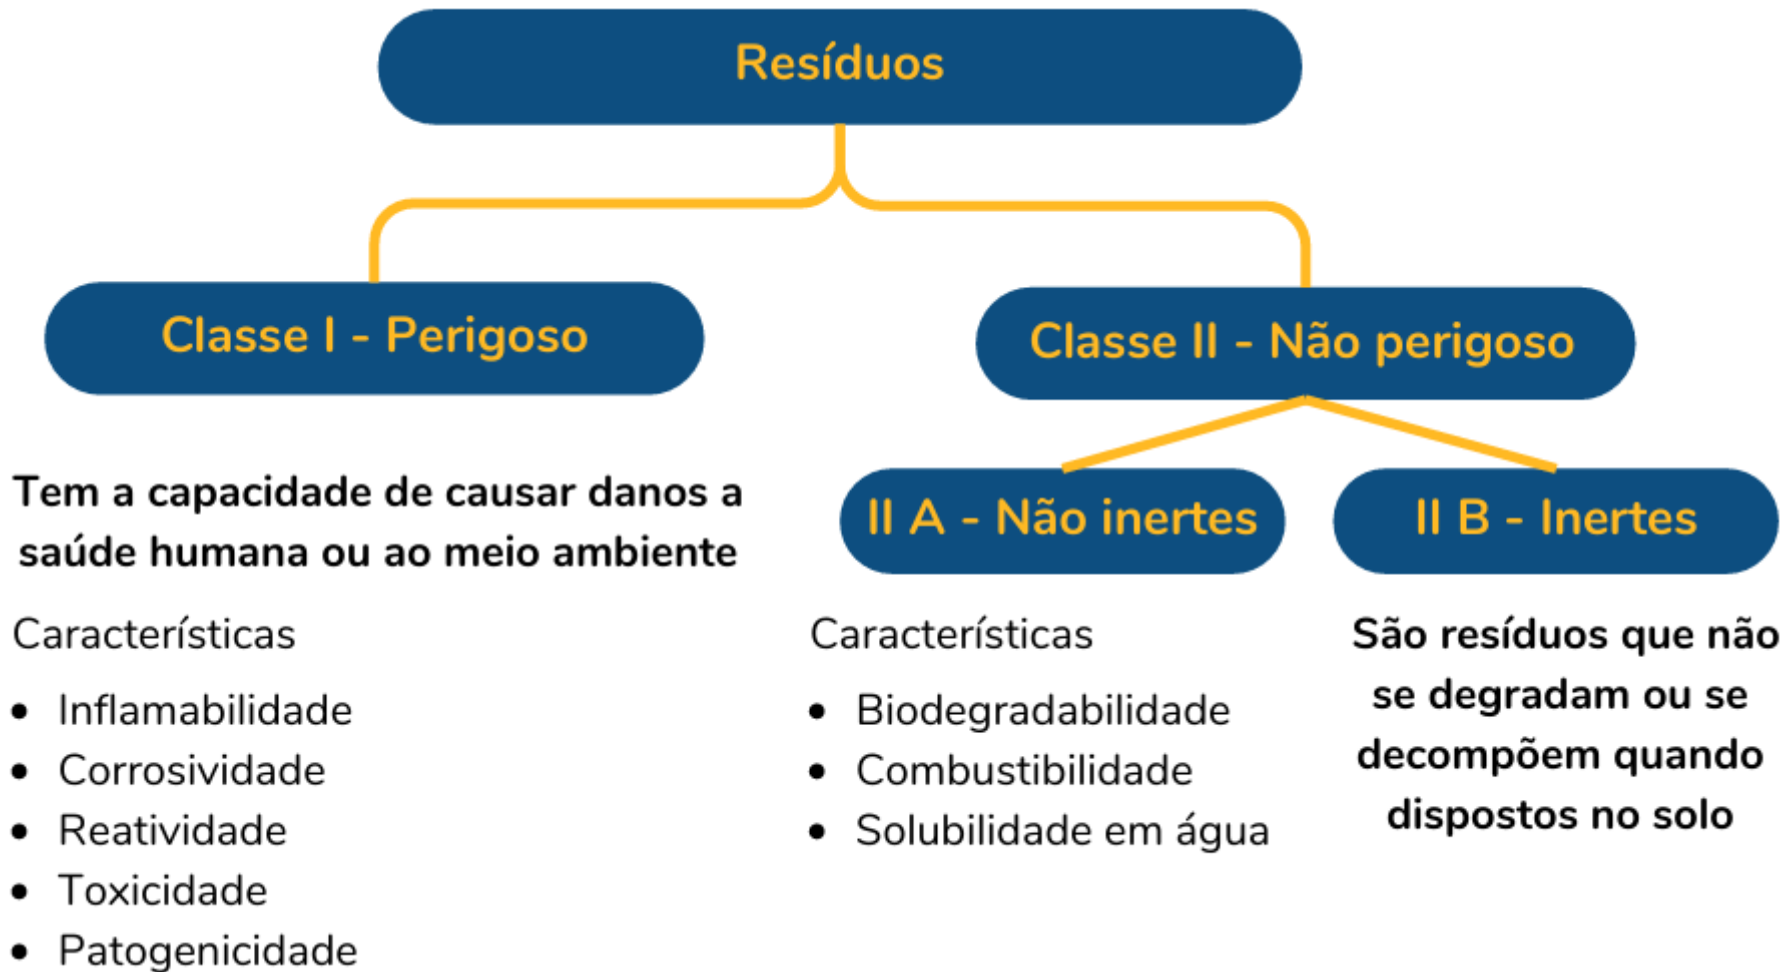 Resíduos
Classe I - Perigoso
Classe II - Não perigoso
Tem a capacidade de causar danos a
saúde humana ou ao meio ambiente
Características
• Inflamabilidade
• Corrosividade
• Reatividade
• Toxicidade
• Patogenicidade
II A - Não inertes
Características
• Biodegradabilidade
• Combustibilidade
• Solubilidade em água
II B - Inertes
São resíduos que não
se degradam ou se
decompõem quando
dispostos no solo